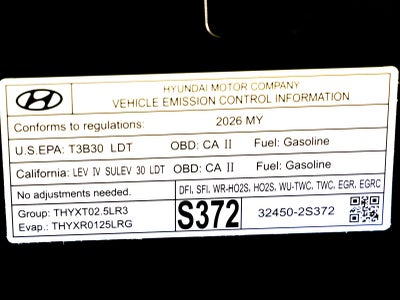 HYUNDAI MOTOR COMPANY
VEHICLE EMISSION CONTROL INFORMATION
Conforms to regulations: 2026 MY
U.S.EPA: T3B30 LDT OBD: CA II Fuel: Gasoline
California: LEV IV SULEV 30 LDT OBD: CA II Fuel: Gasoline
No adjustments needed. DFI, SFI, WR-HO2S, HO2S, WU-TWC, TWC, EGR, EGRC
Group: THYXT02.5LR3
Evap.: THYXR0125LRG
S372 32450-2S372